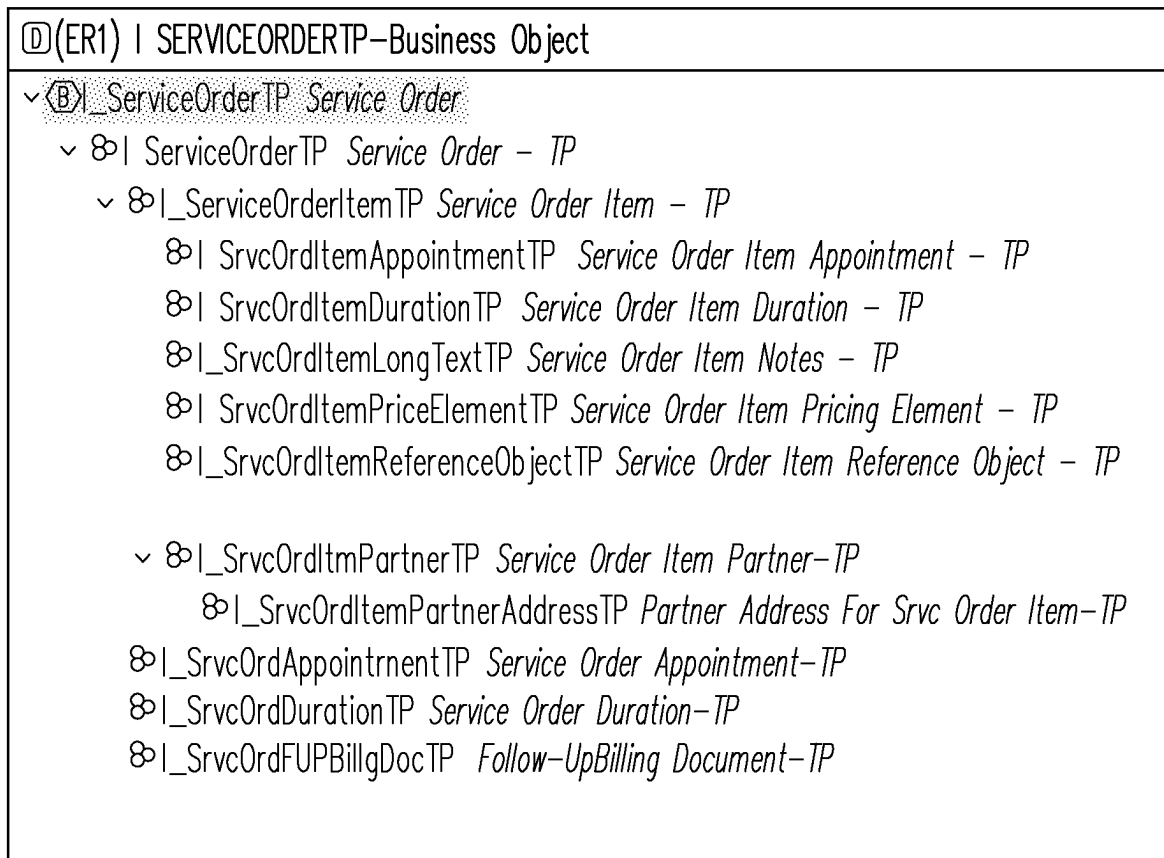 D (ER1) I SERVICEORDERTP-Business Object
B I_ServiceOrderTP Service Order
I ServiceOrderTP Service Order - TP
I_ServiceOrderItemTP Service Order Item - TP
I SrvcOrdItemAppointmentTP Service Order Item Appointment - TP
I SrvcOrdItemDurationTP Service Order Item Duration - TP
I_SrvcOrdItemLongTextTP Service Order Item Notes - TP
I SrvcOrdItemPriceElementTP Service Order Item Pricing Element - TP
I_SrvcOrdItemReferenceObjectTP Service Order Item Reference Object - TP
I_SrvcOrdItmPartnerTP Service Order Item Partner-TP
I_SrvcOrdItemPartnerAddressTP Partner Address For Srvc Order Item-TP
I_SrvcOrdAppointrnentTP Service Order Appointment-TP
I_SrvcOrdDurationTP Service Order Duration-TP
I_SrvcOrdFUPBillgDocTP Follow-UpBilling Document-TP